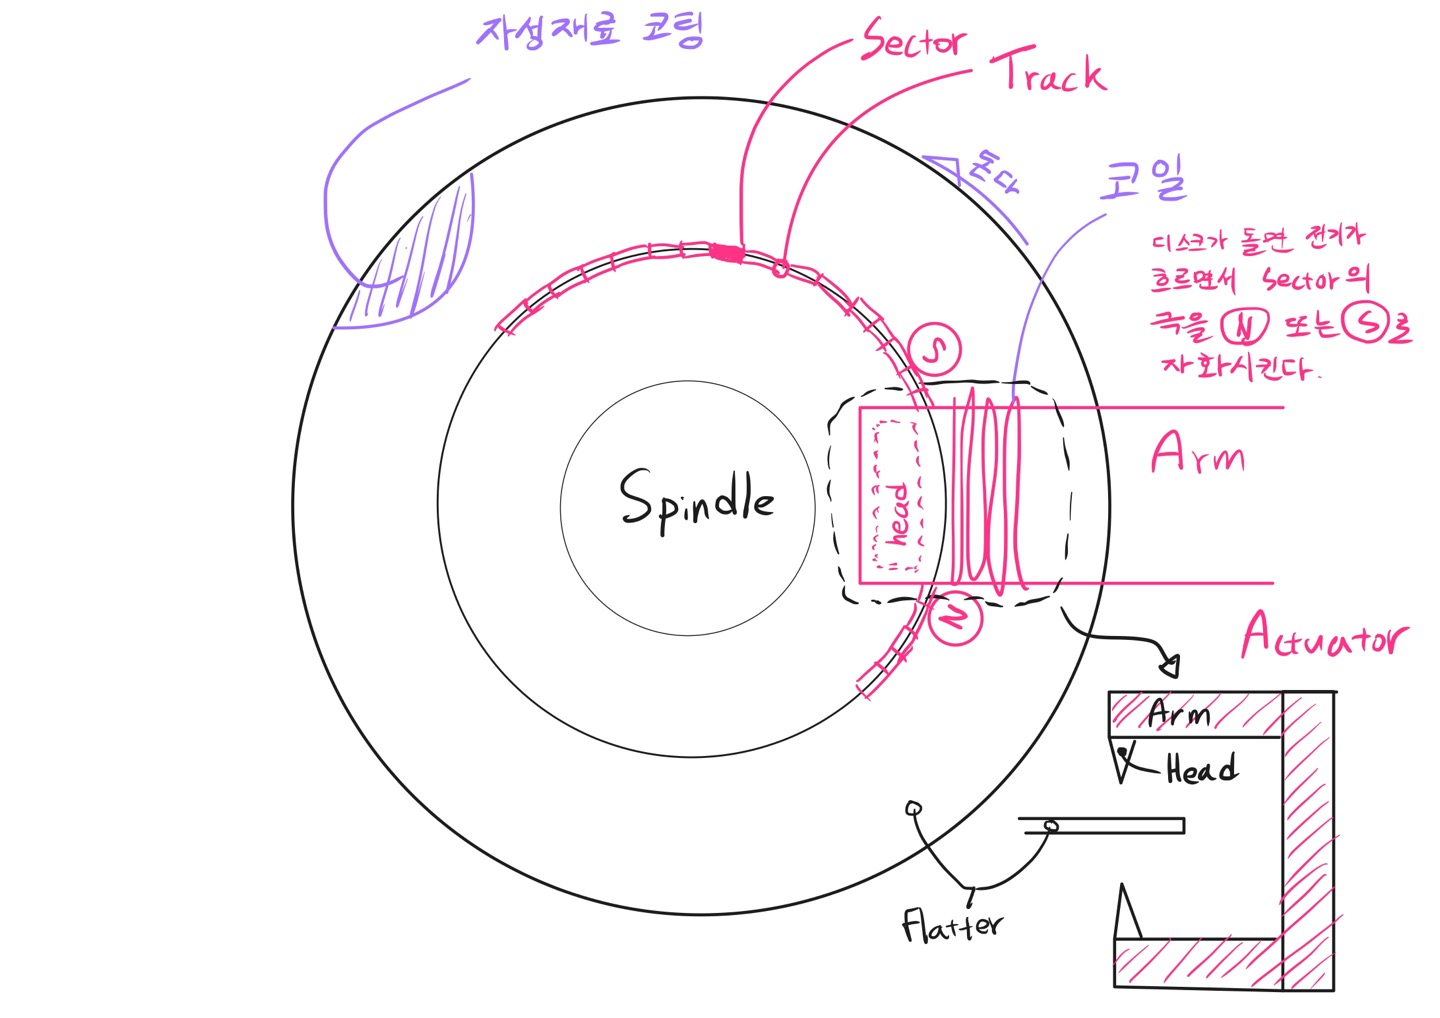 자성재료 코팅
Sector
Track
돈다
코일
디스크가 돌면 전기가
흐르면서 Sector의
극을 N 또는 S로
자화시킨다.
S
Arm
Spindle
head
N
Actuator
Arm
Head
Flatter